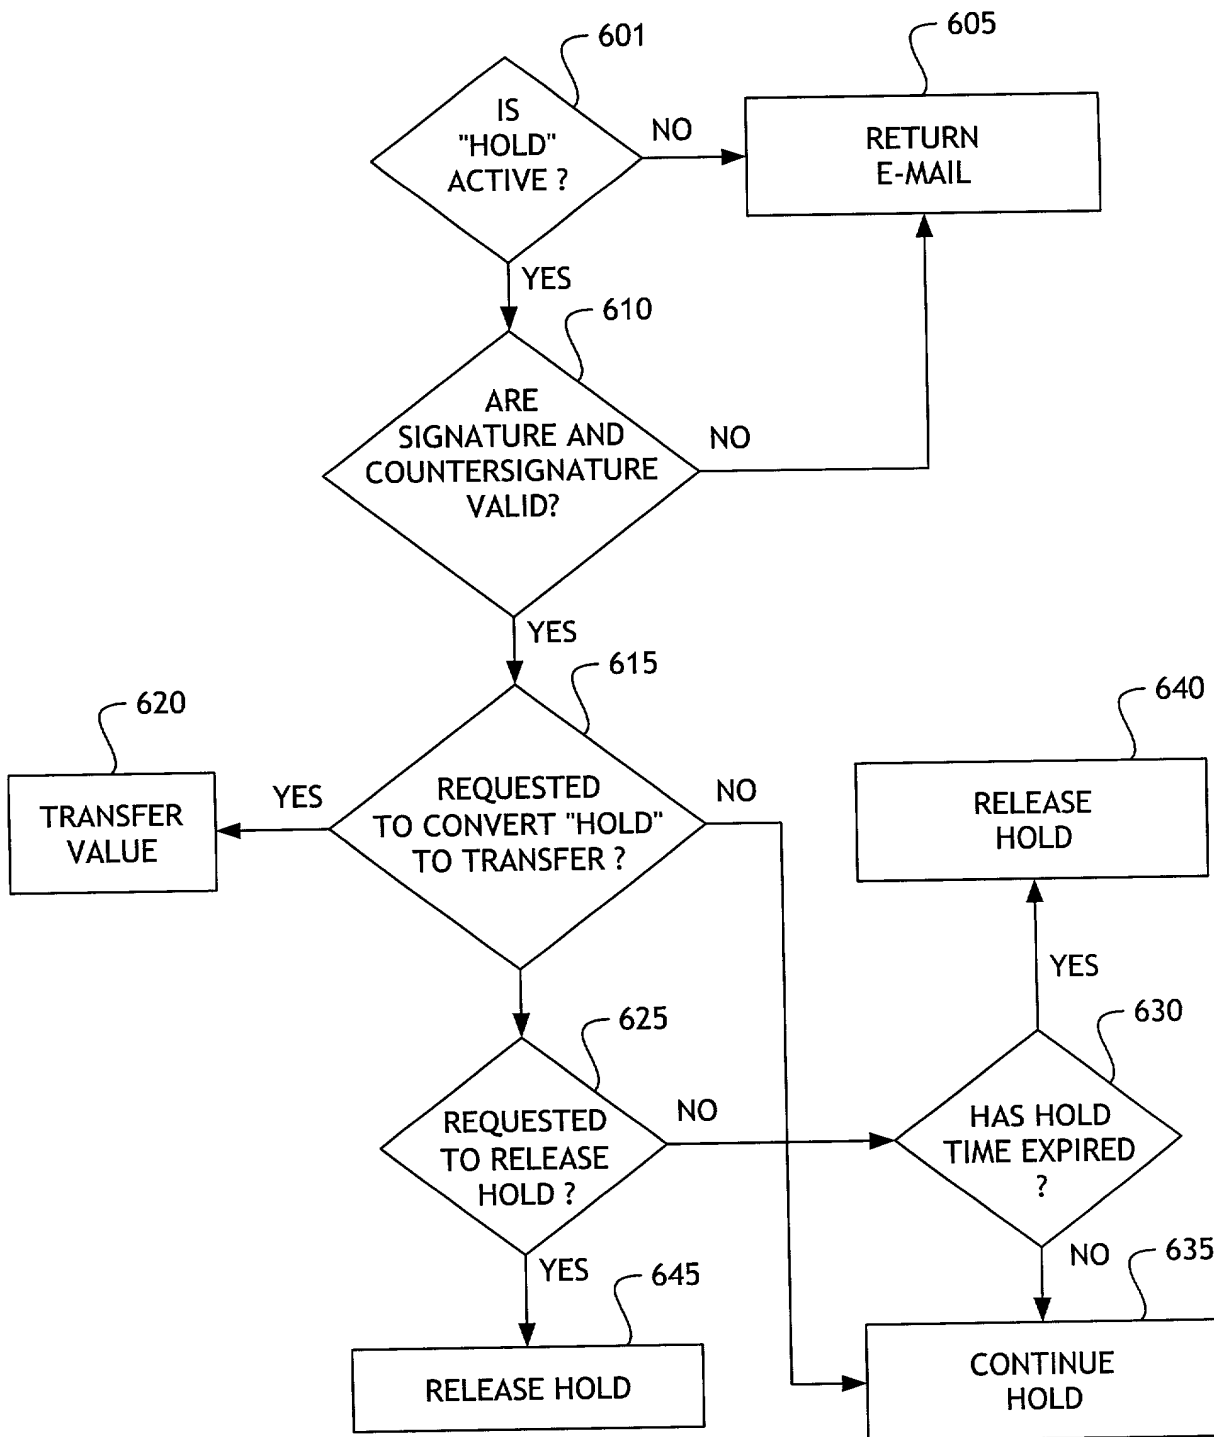 601
605
IS
"HOLD"
ACTIVE ?
NO
RETURN
E-MAIL
YES
610
ARE
SIGNATURE AND
COUNTERSIGNATURE
VALID?
NO
YES
615
620
640
TRANSFER
VALUE
YES
REQUESTED
TO CONVERT "HOLD"
TO TRANSFER ?
NO
RELEASE
HOLD
YES
625
630
REQUESTED
TO RELEASE
HOLD ?
NO
HAS HOLD
TIME EXPIRED
?
YES
NO
645
635
RELEASE HOLD
CONTINUE
HOLD